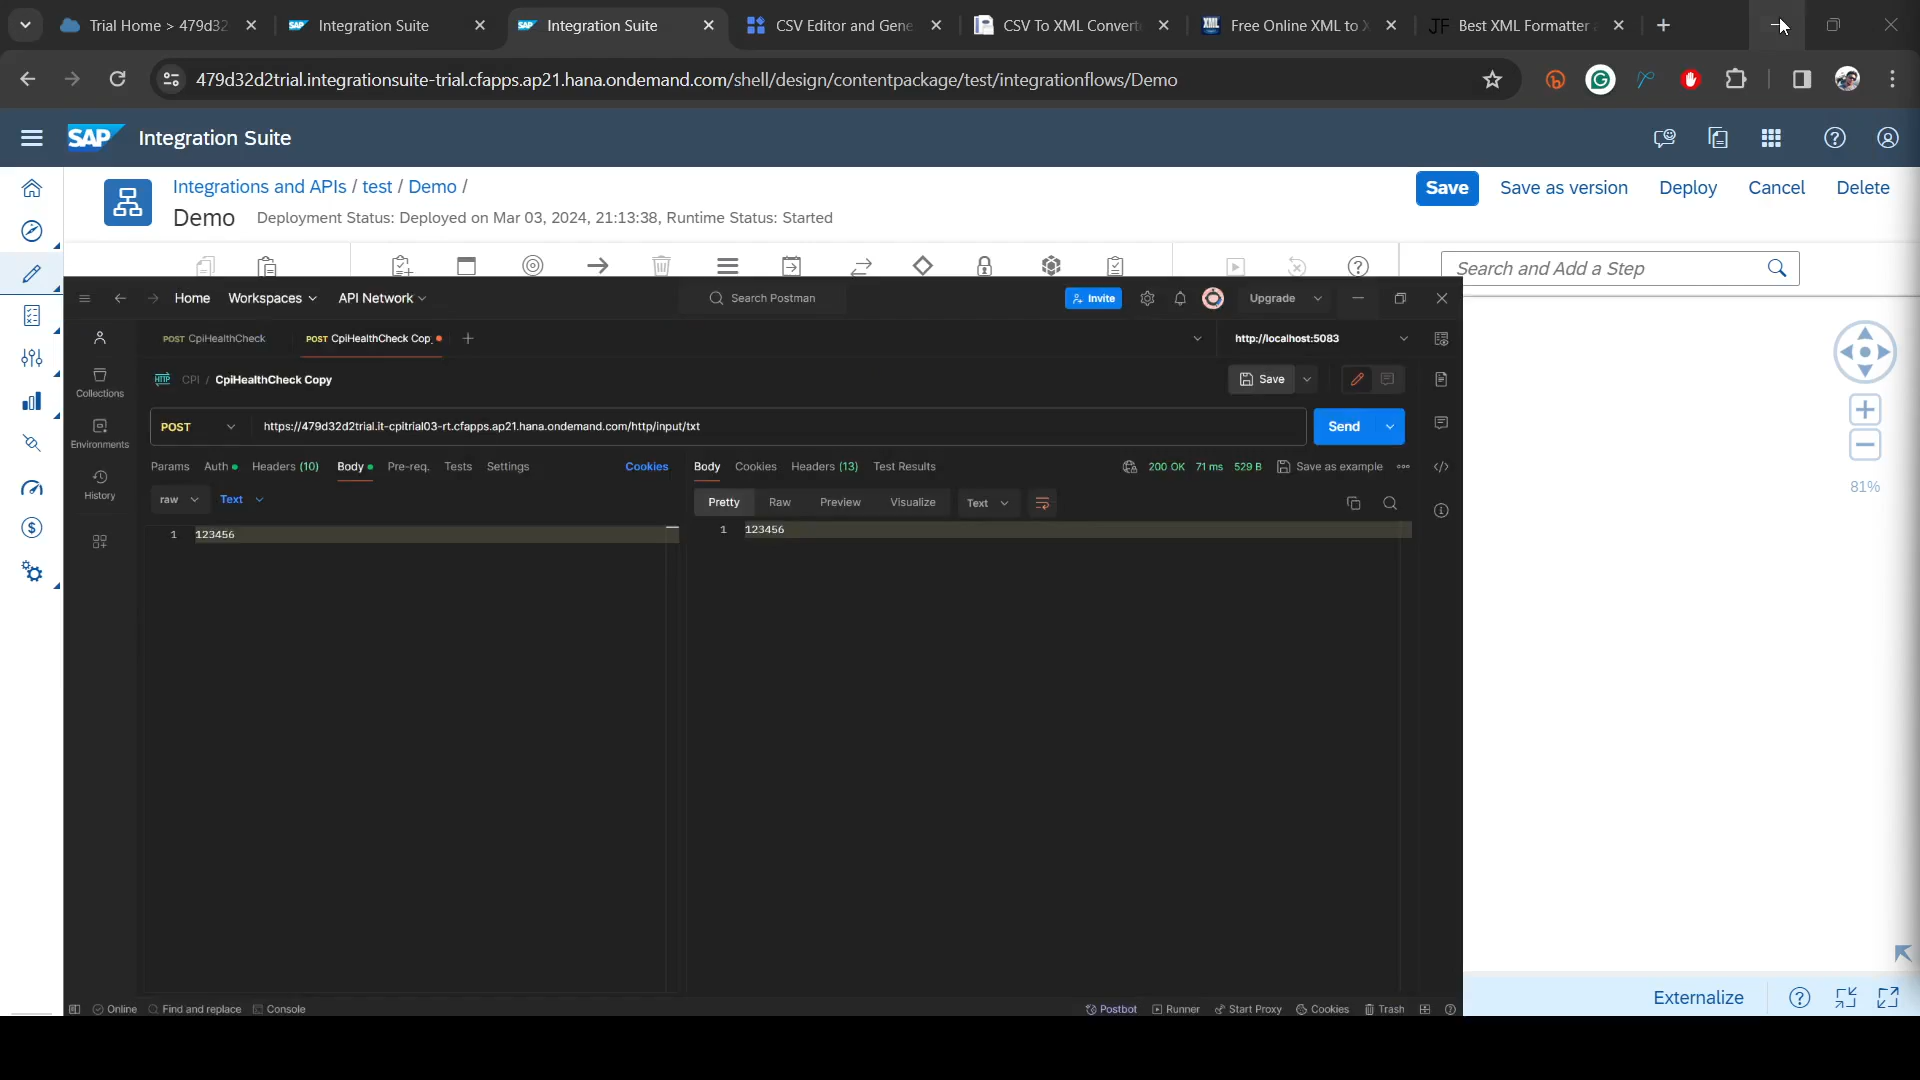 Trial Home > 479d32
Integration Suite
Integration Suite
CSV Editor and Gene
CSV To XML Convert
Free Online XML to X
Best XML Formatter
479d32d2trial.integrationsuite-trial.cfapps.ap21.hana.ondemand.com/shell/design/contentpackage/test/integrationflows/Demo
SAP Integration Suite
Integrations and APIs / test / Demo /
Save Save as version Deploy Cancel Delete
Demo Deployment Status: Deployed on Mar 03, 2024, 21:13:38, Runtime Status: Started
Search and Add a Step
Home Workspaces API Network Search Postman Invite Upgrade
POST CpiHealthCheck POST CpiHealthCheck Cop http://localhost:5083
HTTP CPI / CpiHealthCheck Copy Save
Collections
POST https://479d32d2trial.it-cpitrial03-rt.cfapps.ap21.hana.ondemand.com/http/input/txt Send
Environments
Params Auth Headers (10) Body Pre-req. Tests Settings Cookies
Body Cookies Headers (13) Test Results 200 OK 71 ms 529 B Save as example
81%
History
raw Text
Pretty Raw Preview Visualize Text
1 123456
1 123456
Externalize
Online Find and replace Console Postbot Runner Start Proxy Cookies Trash